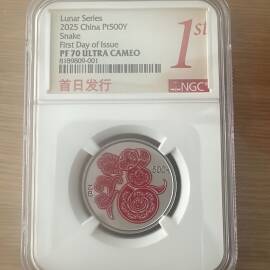 Lunar Series
2025 China Pt500Y
Snake
First Day of Issue
PF 70 ULTRA CAMEO
8189809-001
首日发行
1st
NGC
500